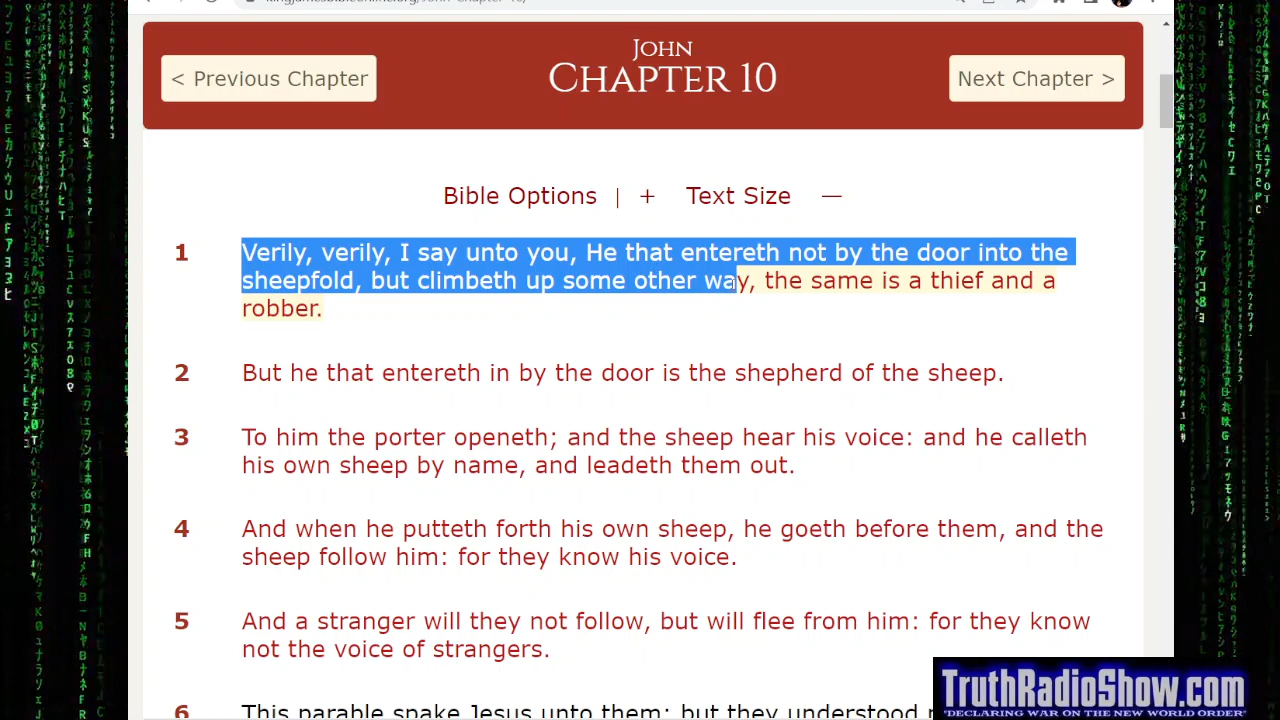 JOHN
< Previous Chapter
CHAPTER 10
Next Chapter >
Bible Options | + Text Size —
1 Verily, verily, I say unto you, He that entereth not by the door into the
sheepfold, but climbeth up some other way, the same is a thief and a
robber.
2 But he that entereth in by the door is the shepherd of the sheep.
3 To him the porter openeth; and the sheep hear his voice: and he calleth
his own sheep by name, and leadeth them out.
4 And when he putteth forth his own sheep, he goeth before them, and the
sheep follow him: for they know his voice.
5 And a stranger will they not follow, but will flee from him: for they know
not the voice of strangers.
6 This parable spake Jesus unto them: but they understood
TruthRadioShow.com
"DECLARING WAR ON THE NEW WORLD ORDER"